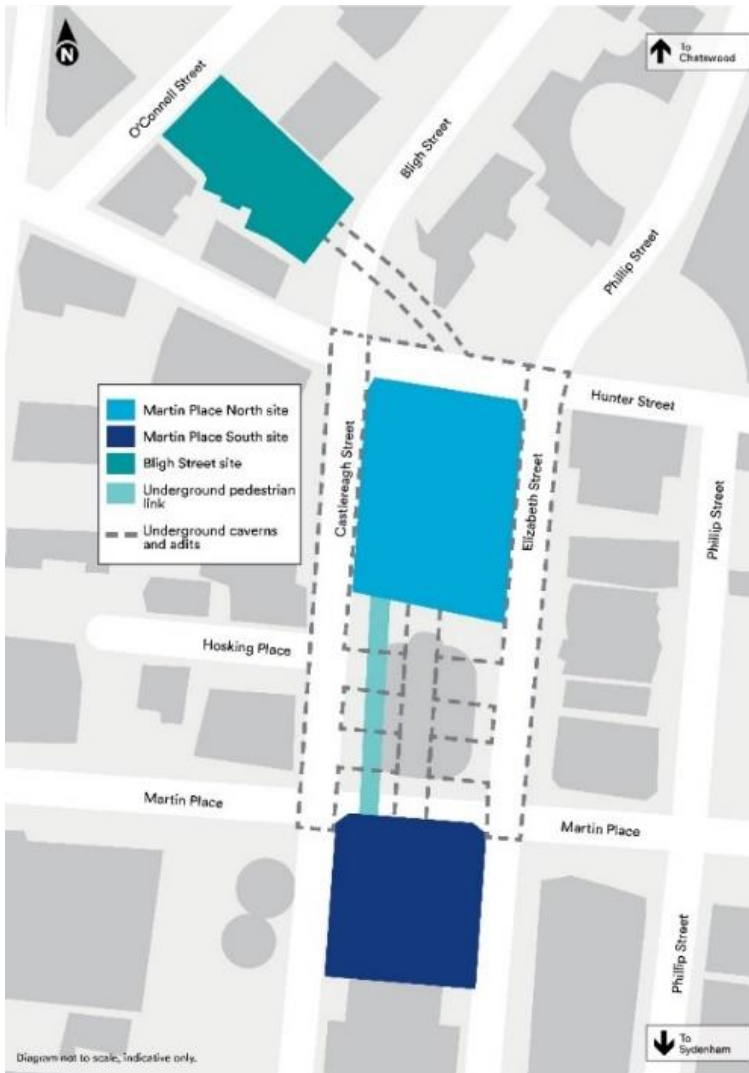 N
To
Chatswood
O'Connell Street
Bligh Street
Phillip Street
Hunter Street
Martin Place North site
Martin Place South site
Bligh Street site
Underground pedestrian
link
Underground caverns
and adits
Castlereagh Street
Elizabeth Street
Phillip Street
Hosking Place
Martin Place
Martin Place
Phillip Street
To
Sydenham
Diagram not to scale, indicative only.